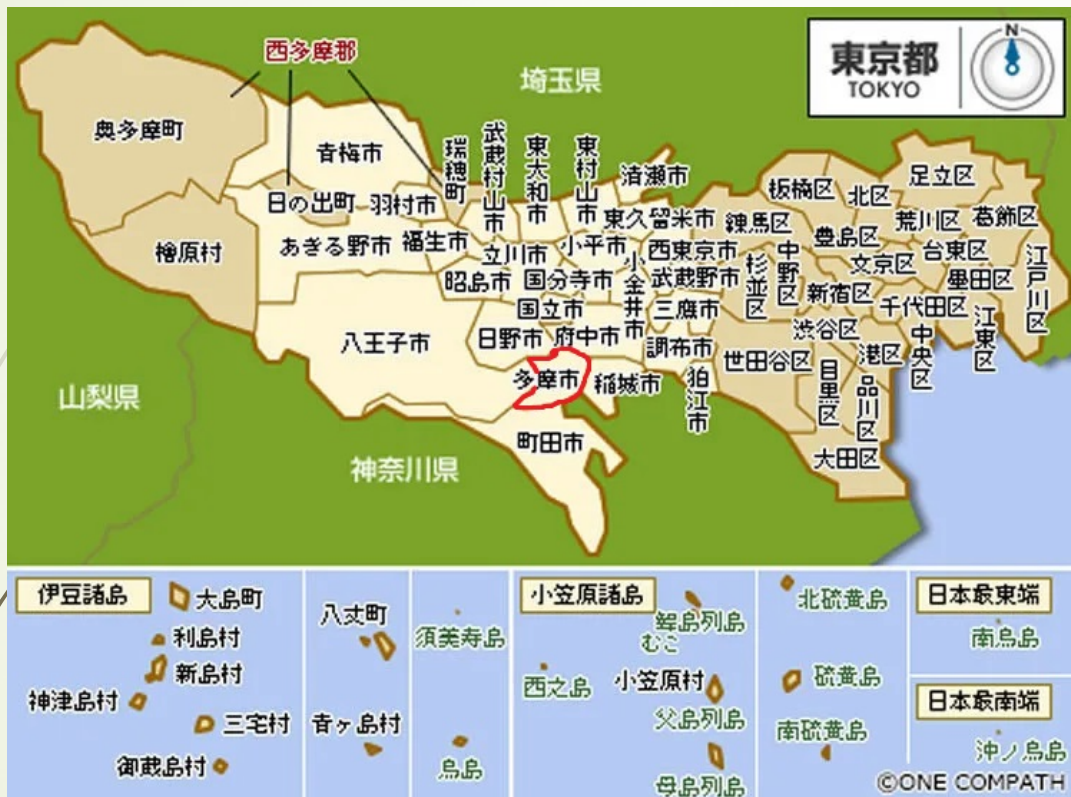 東京都
TOKYO
N
埼玉県
山梨県
神奈川県
西多摩郡
奥多摩町
青梅市
瑞穂町
武蔵村山市
東大和市
東村山市
清瀬市
日の出町
羽村市
檜原村
あきる野市
福生市
立川市
小平市
東久留米市
西東京市
昭島市
国分寺市
小金井市
武蔵野市
国立市
三鷹市
八王子市
日野市
府中市
調布市
多摩市
稲城市
狛江市
町田市
板橋区
北区
足立区
練馬区
豊島区
荒川区
葛飾区
杉並区
中野区
文京区
台東区
墨田区
江戸川区
新宿区
千代田区
渋谷区
中央区
江東区
世田谷区
港区
目黒区
品川区
大田区
伊豆諸島
大島町
利島村
新島村
神津島村
三宅村
御蔵島村
八丈町
青ヶ島村
須美寿島
鳥島
小笠原諸島
聟島列島
むこ
西之島
小笠原村
父島列島
母島列島
北硫黄島
硫黄島
南硫黄島
日本最東端
南鳥島
日本最南端
沖ノ鳥島
©ONE COMPATH